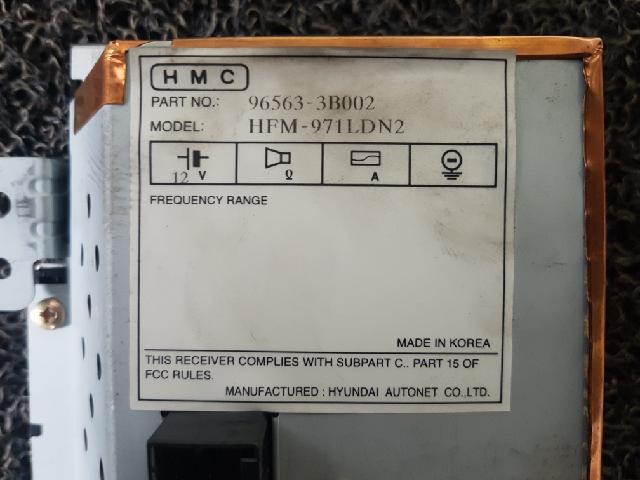 HMC
PART NO.: 96563-3B002
MODEL: HFM-971LDN2
12 V Ω A
FREQUENCY RANGE
MADE IN KOREA
THIS RECEIVER COMPLIES WITH SUBPART C.. PART 15 OF
FCC RULES.
MANUFACTURED : HYUNDAI AUTONET CO.,LTD.